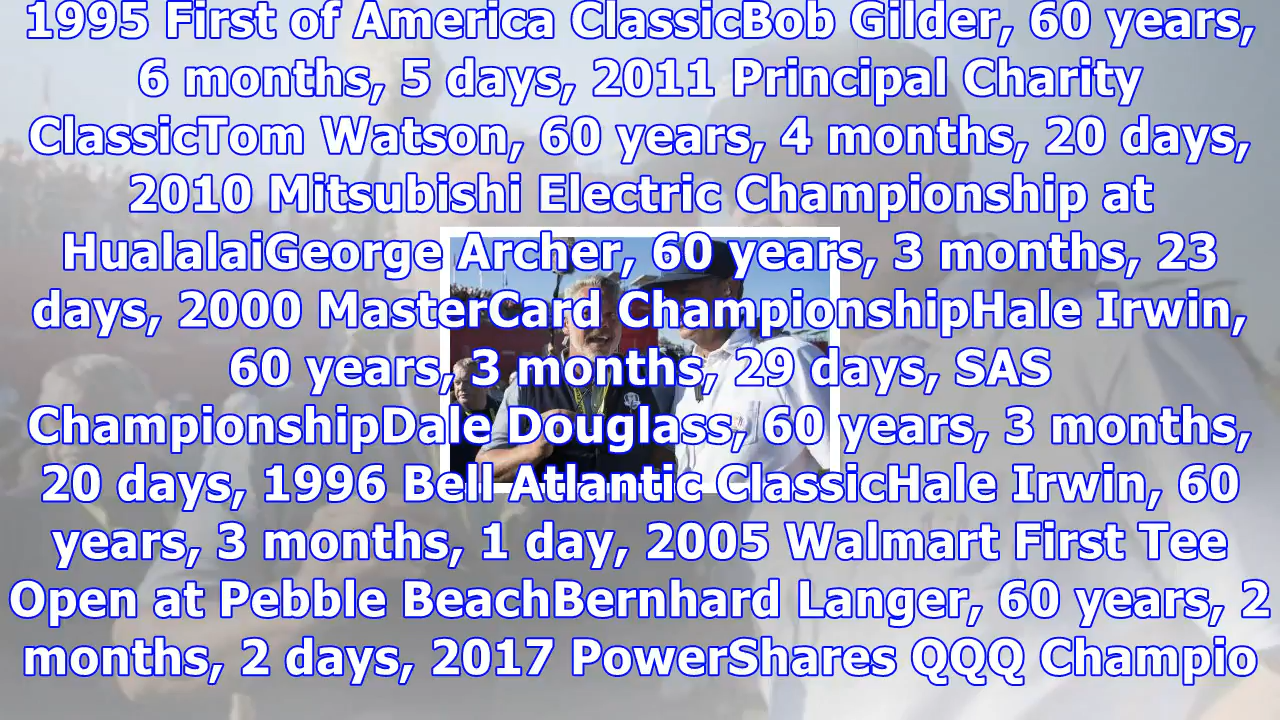 1995 First of America ClassicBob Gilder, 60 years,
6 months, 5 days, 2011 Principal Charity
ClassicTom Watson, 60 years, 4 months, 20 days,
2010 Mitsubishi Electric Championship at
HualalaiGeorge Archer, 60 years, 3 months, 23
days, 2000 MasterCard ChampionshipHale Irwin,
60 years, 3 months, 29 days, SAS
ChampionshipDale Douglass, 60 years, 3 months,
20 days, 1996 Bell Atlantic ClassicHale Irwin, 60
years, 3 months, 1 day, 2005 Walmart First Tee
Open at Pebble BeachBernhard Langer, 60 years, 2
months, 2 days, 2017 PowerShares QQQ Champio